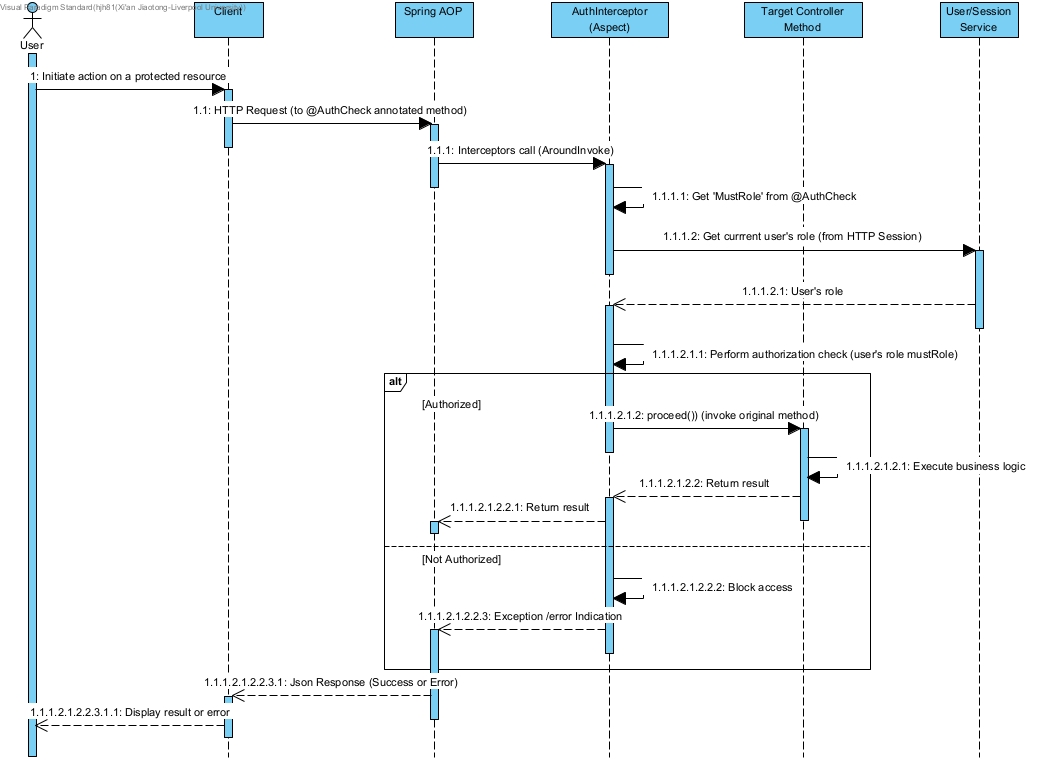 Visual Paradigm Standard(hjh81(Xi'an Jiaotong-Liverpool University))
User
Client
Spring AOP
AuthInterceptor
(Aspect)
Target Controller
Method
User/Session
Service
1: Initiate action on a protected resource
1.1: HTTP Request (to @AuthCheck annotated method)
1.1.1: Interceptors call (AroundInvoke)
1.1.1.1: Get 'MustRole' from @AuthCheck
1.1.1.2: Get currrent user's role (from HTTP Session)
1.1.1.2.1: User's role
1.1.1.2.1.1: Perform authorization check (user's role mustRole)
alt
[Authorized]
1.1.1.2.1.2: proceed()) (invoke original method)
1.1.1.2.1.2.1: Execute business logic
1.1.1.2.1.2.2: Return result
1.1.1.2.1.2.2.1: Return result
[Not Authorized]
1.1.1.2.1.2.2.2: Block access
1.1.1.2.1.2.2.3: Exception /error Indication
1.1.1.2.1.2.2.3.1: Json Response (Success or Error)
1.1.1.2.1.2.2.3.1.1: Display result or error